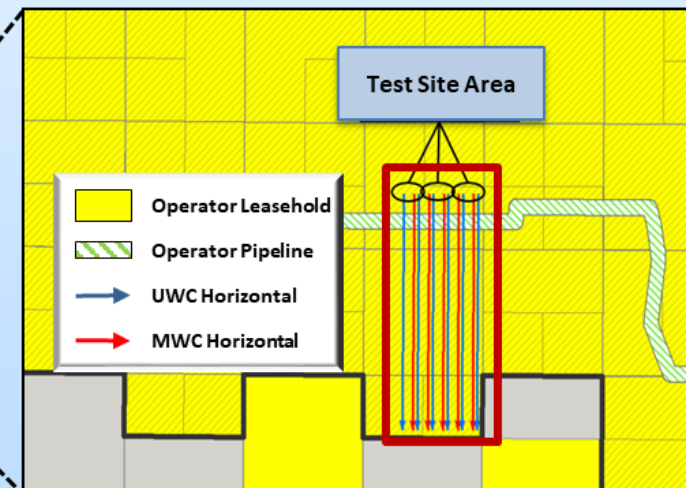 Test Site Area
Operator Leasehold
Operator Pipeline
UWC Horizontal
MWC Horizontal